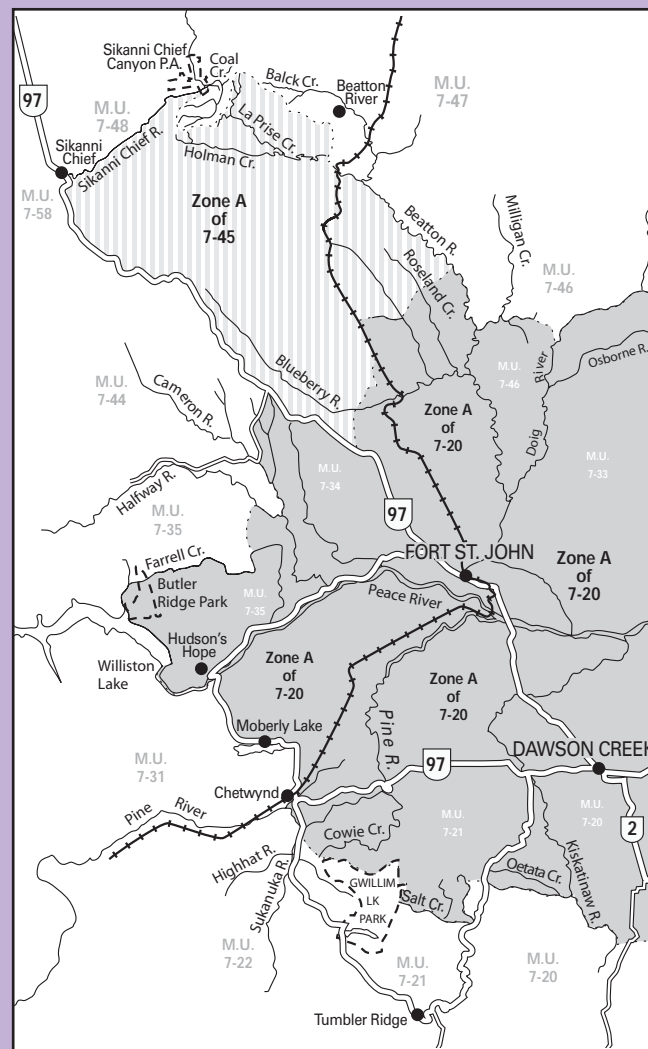 Sikanni Chief
Canyon P.A.
Coal
Cr.
Balck Cr.
Beatton
River
M.U.
7-47
97
M.U.
7-48
La Prise Cr.
Sikanni
Chief
Sikanni Chief R.
Holman Cr.
M.U.
7-58
Zone A
of
7-45
Beatton R.
Milligan Cr.
Roseland Cr.
M.U.
7-46
M.U.
7-44
Cameron R.
Blueberry R.
M.U.
7-46
River
Doig
Osborne R.
Zone A
of
7-20
M.U.
7-34
M.U.
7-33
Halfway R.
M.U.
7-35
97
FORT ST. JOHN
Farrell Cr.
Butler
Ridge Park
M.U.
7-35
Peace River
Zone A
of
7-20
Hudson's
Hope
Williston
Lake
Zone A
of
7-20
Zone A
of
7-20
Pine R.
Moberly Lake
M.U.
7-31
97
DAWSON CREEK
Chetwynd
Pine River
M.U.
7-21
M.U.
7-20
2
Cowie Cr.
Highhat R.
Sukanuka R.
GWILLIM
LK
PARK
Salt Cr.
Oetata Cr.
Kiskatinaw R.
M.U.
7-22
M.U.
7-21
M.U.
7-20
Tumbler Ridge